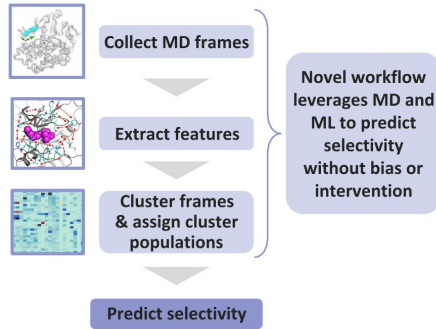 Collect MD frames
Extract features
Cluster frames
& assign cluster
populations
Predict selectivity
Novel workflow
leverages MD and
ML to predict
selectivity
without bias or
intervention